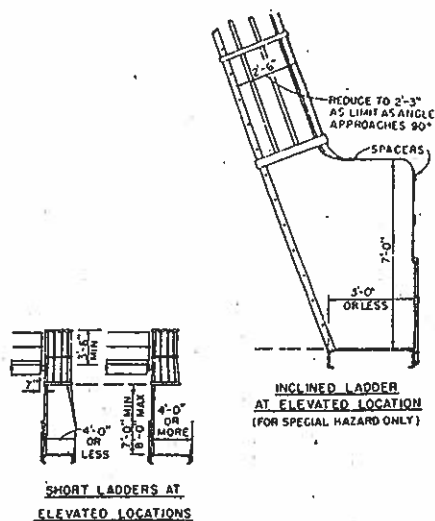 2'-6"
REDUCE TO 2'-3"
AS LIMIT AS ANGLE
APPROACHES 90°
SPACERS
7'-0"
5'-0"
OR LESS
INCLINED LADDER
AT ELEVATED LOCATION
(FOR SPECIAL HAZARD ONLY)
3'-6"
MIN
7"
4'-0"
OR
LESS
7'-0" MIN
8'-0" MAX
4'-0"
OR
MORE
SHORT LADDERS AT
ELEVATED LOCATIONS